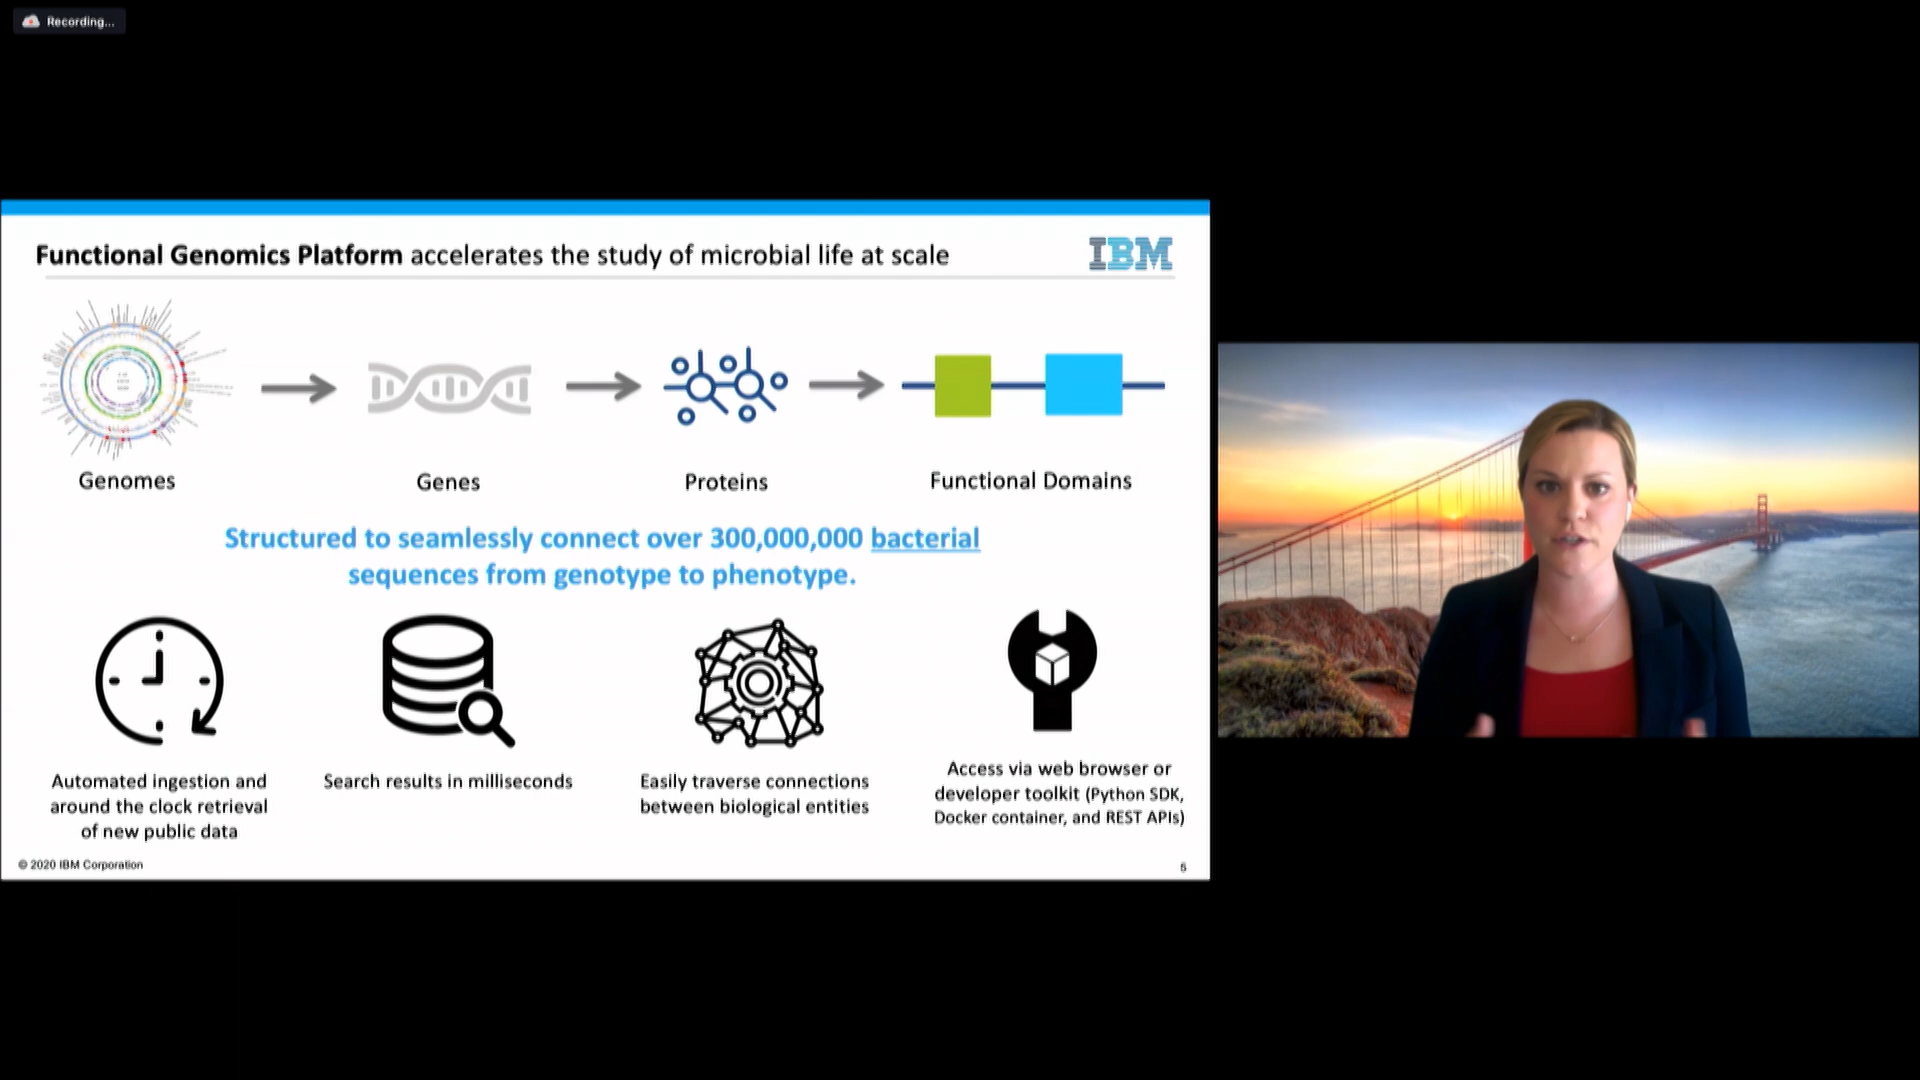 Recording...
Functional Genomics Platform accelerates the study of microbial life at scale
IBM
Genomes
Genes
Proteins
Functional Domains
Structured to seamlessly connect over 300,000,000 bacterial
sequences from genotype to phenotype.
Automated ingestion and
around the clock retrieval
of new public data
Search results in milliseconds
Easily traverse connections
between biological entities
Access via web browser or
developer toolkit (Python SDK,
Docker container, and REST APIs)
© 2020 IBM Corporation